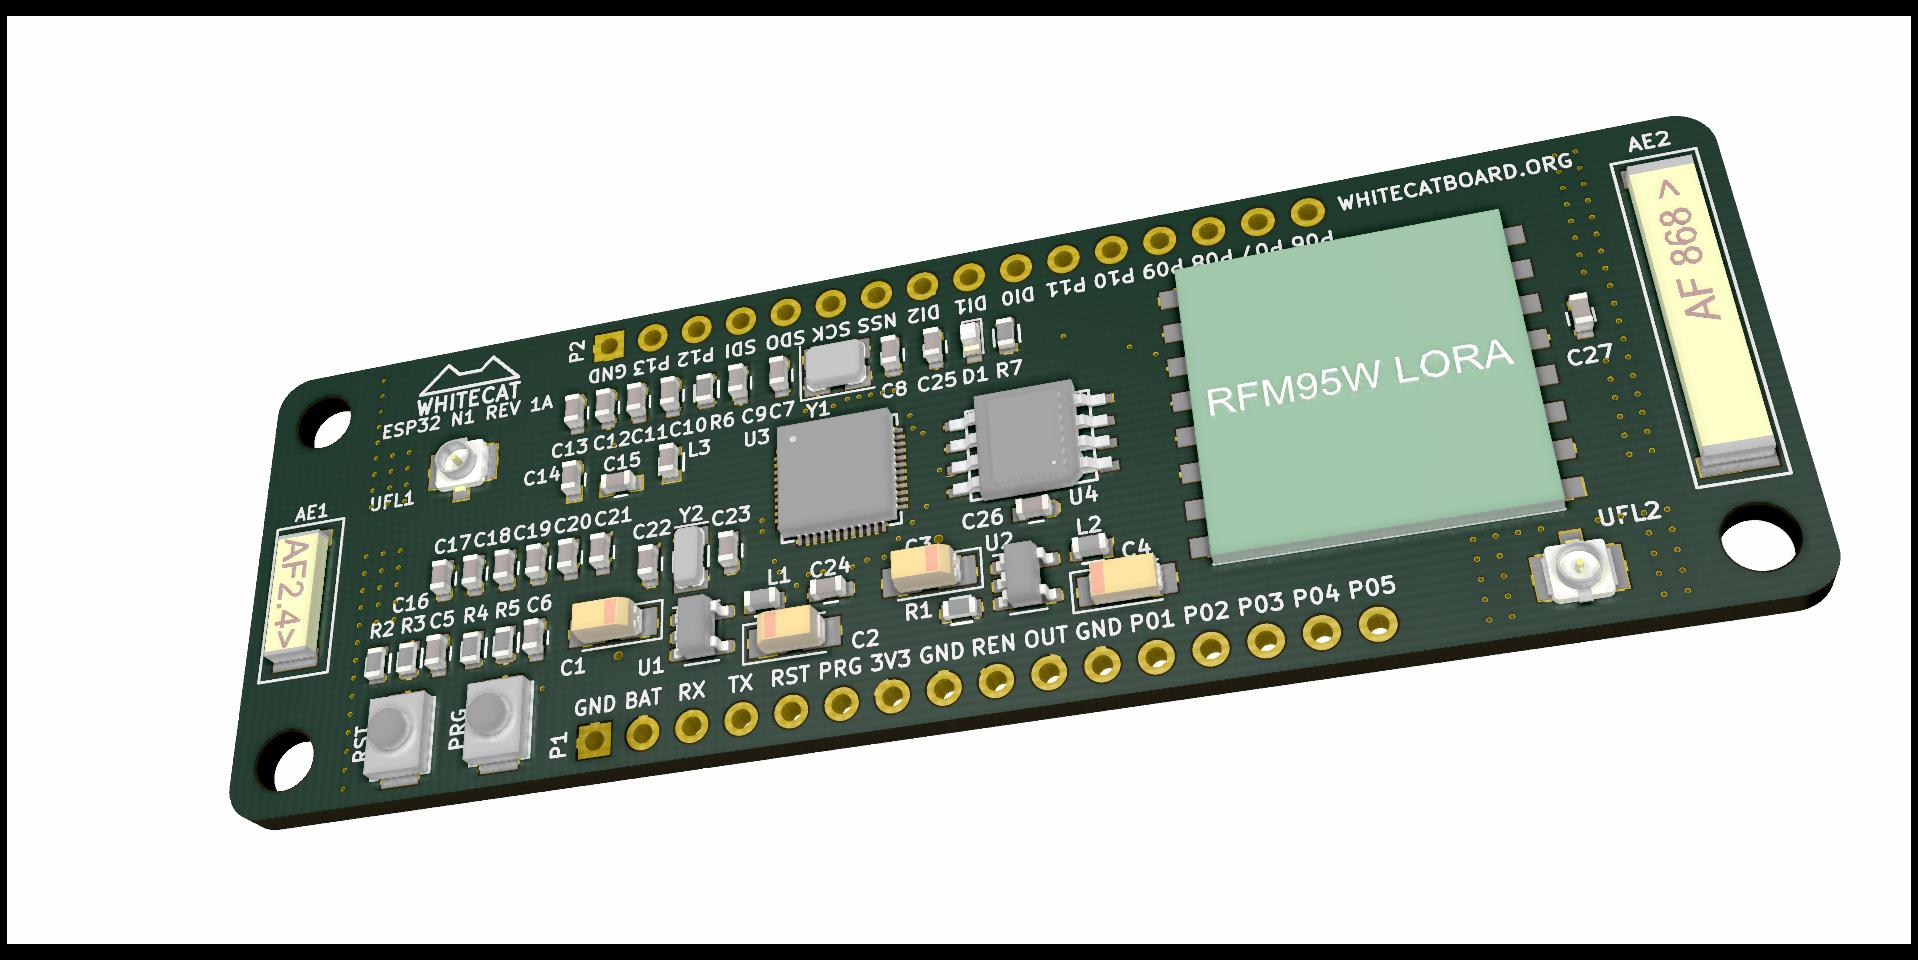 WHITECATBOARD.ORG
AE2
AF 868 >
P2
GND P13 P12 SDI SDO SCK NSS DI2 DI1 DI0 P11 P10 P09 P08 P07 P06
WHITECAT
ESP32 N1 REV 1A
C13 C12 C11 C10 R6 C9 C7 Y1
C8 C25 D1 R7
RFM95W LORA
C27
U3
L3
C14 C15
UFL1
AE1
AF2.4>
C17 C18 C19 C20 C21
C22 Y2 C23
C26
U4
L2
U2
C3
C4
UFL2
C16
L1 C24
R2 R3 C5 R4 R5 C6
R1
C1
U1
C2
RST
PRG
P1
GND BAT RX TX RST PRG 3V3 GND REN OUT GND P01 P02 P03 P04 P05